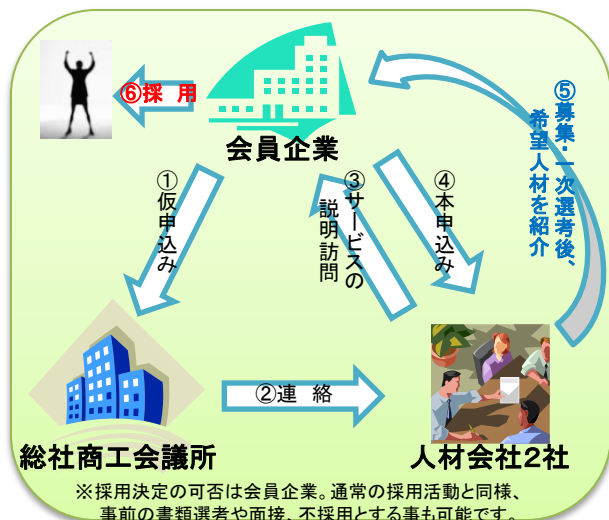 ⑥採 用
会員企業
⑤募集・一次選考後、
希望人材を紹介
①仮申込み
③サービスの
説明訪問
④本申込み
②連 絡
総社商工会議所
人材会社2社
※採用決定の可否は会員企業。通常の採用活動と同様、
事前の書類選考や面接、不採用とする事も可能です。